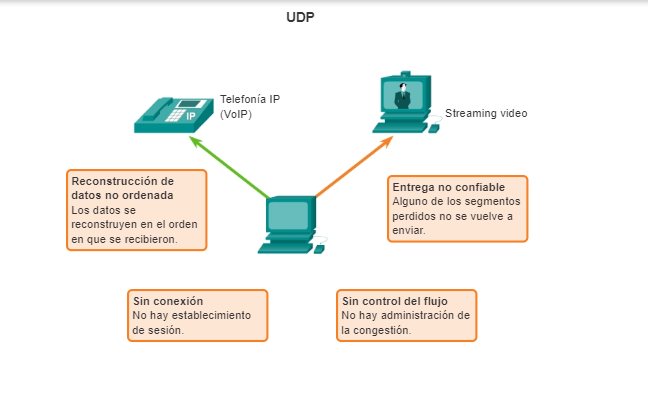 UDP
Telefonía IP
(VoIP)
IP
Streaming video
Reconstrucción de
datos no ordenada
Los datos se
reconstruyen en el orden
en que se recibieron.
Entrega no confiable
Alguno de los segmentos
perdidos no se vuelve a
enviar.
Sin conexión
No hay establecimiento
de sesión.
Sin control del flujo
No hay administración de
la congestión.